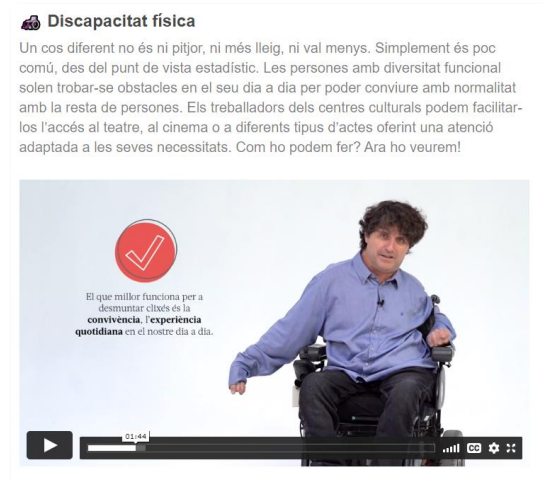 Discapacitat física
Un cos diferent no és ni pitjor, ni més lleig, ni val menys. Simplement és poc
comú, des del punt de vista estadístic. Les persones amb diversitat funcional
solen trobar-se obstacles en el seu dia a dia per poder conviure amb normalitat
amb la resta de persones. Els treballadors dels centres culturals podem facilitar-
los l'accés al teatre, al cinema o a diferents tipus d'actes oferint una atenció
adaptada a les seves necessitats. Com ho podem fer? Ara ho veurem!
El que millor funciona per a
desmuntar clixés és la
convivència, l'experiència
quotidiana en el nostre dia a dia.
01:44
CC